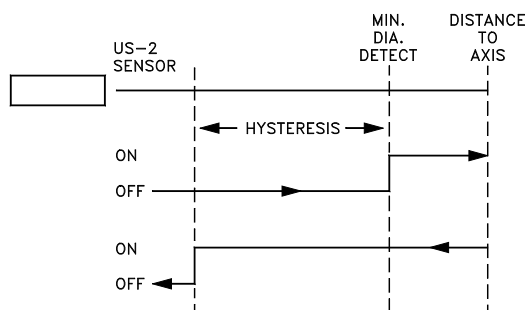 US-2
SENSOR
MIN.
DIA.
DETECT
DISTANCE
TO
AXIS
HYSTERESIS
ON
OFF
ON
OFF